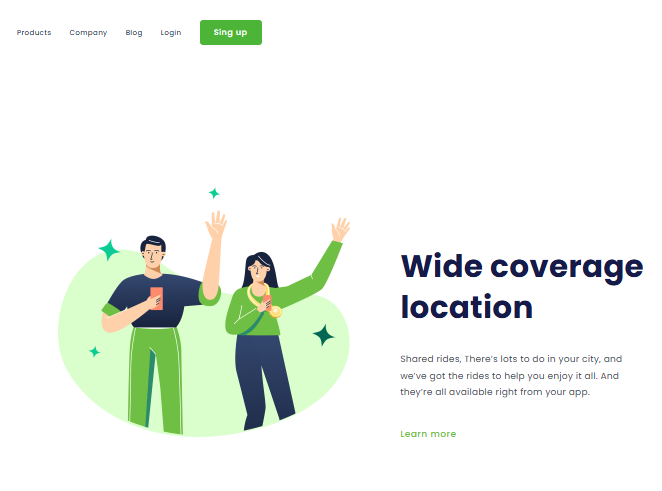 Products Company Blog Login Sing up
Wide coverage
location
Shared rides, There's lots to do in your city, and
we've got the rides to help you enjoy it all. And
they're all available right from your app.
Learn more